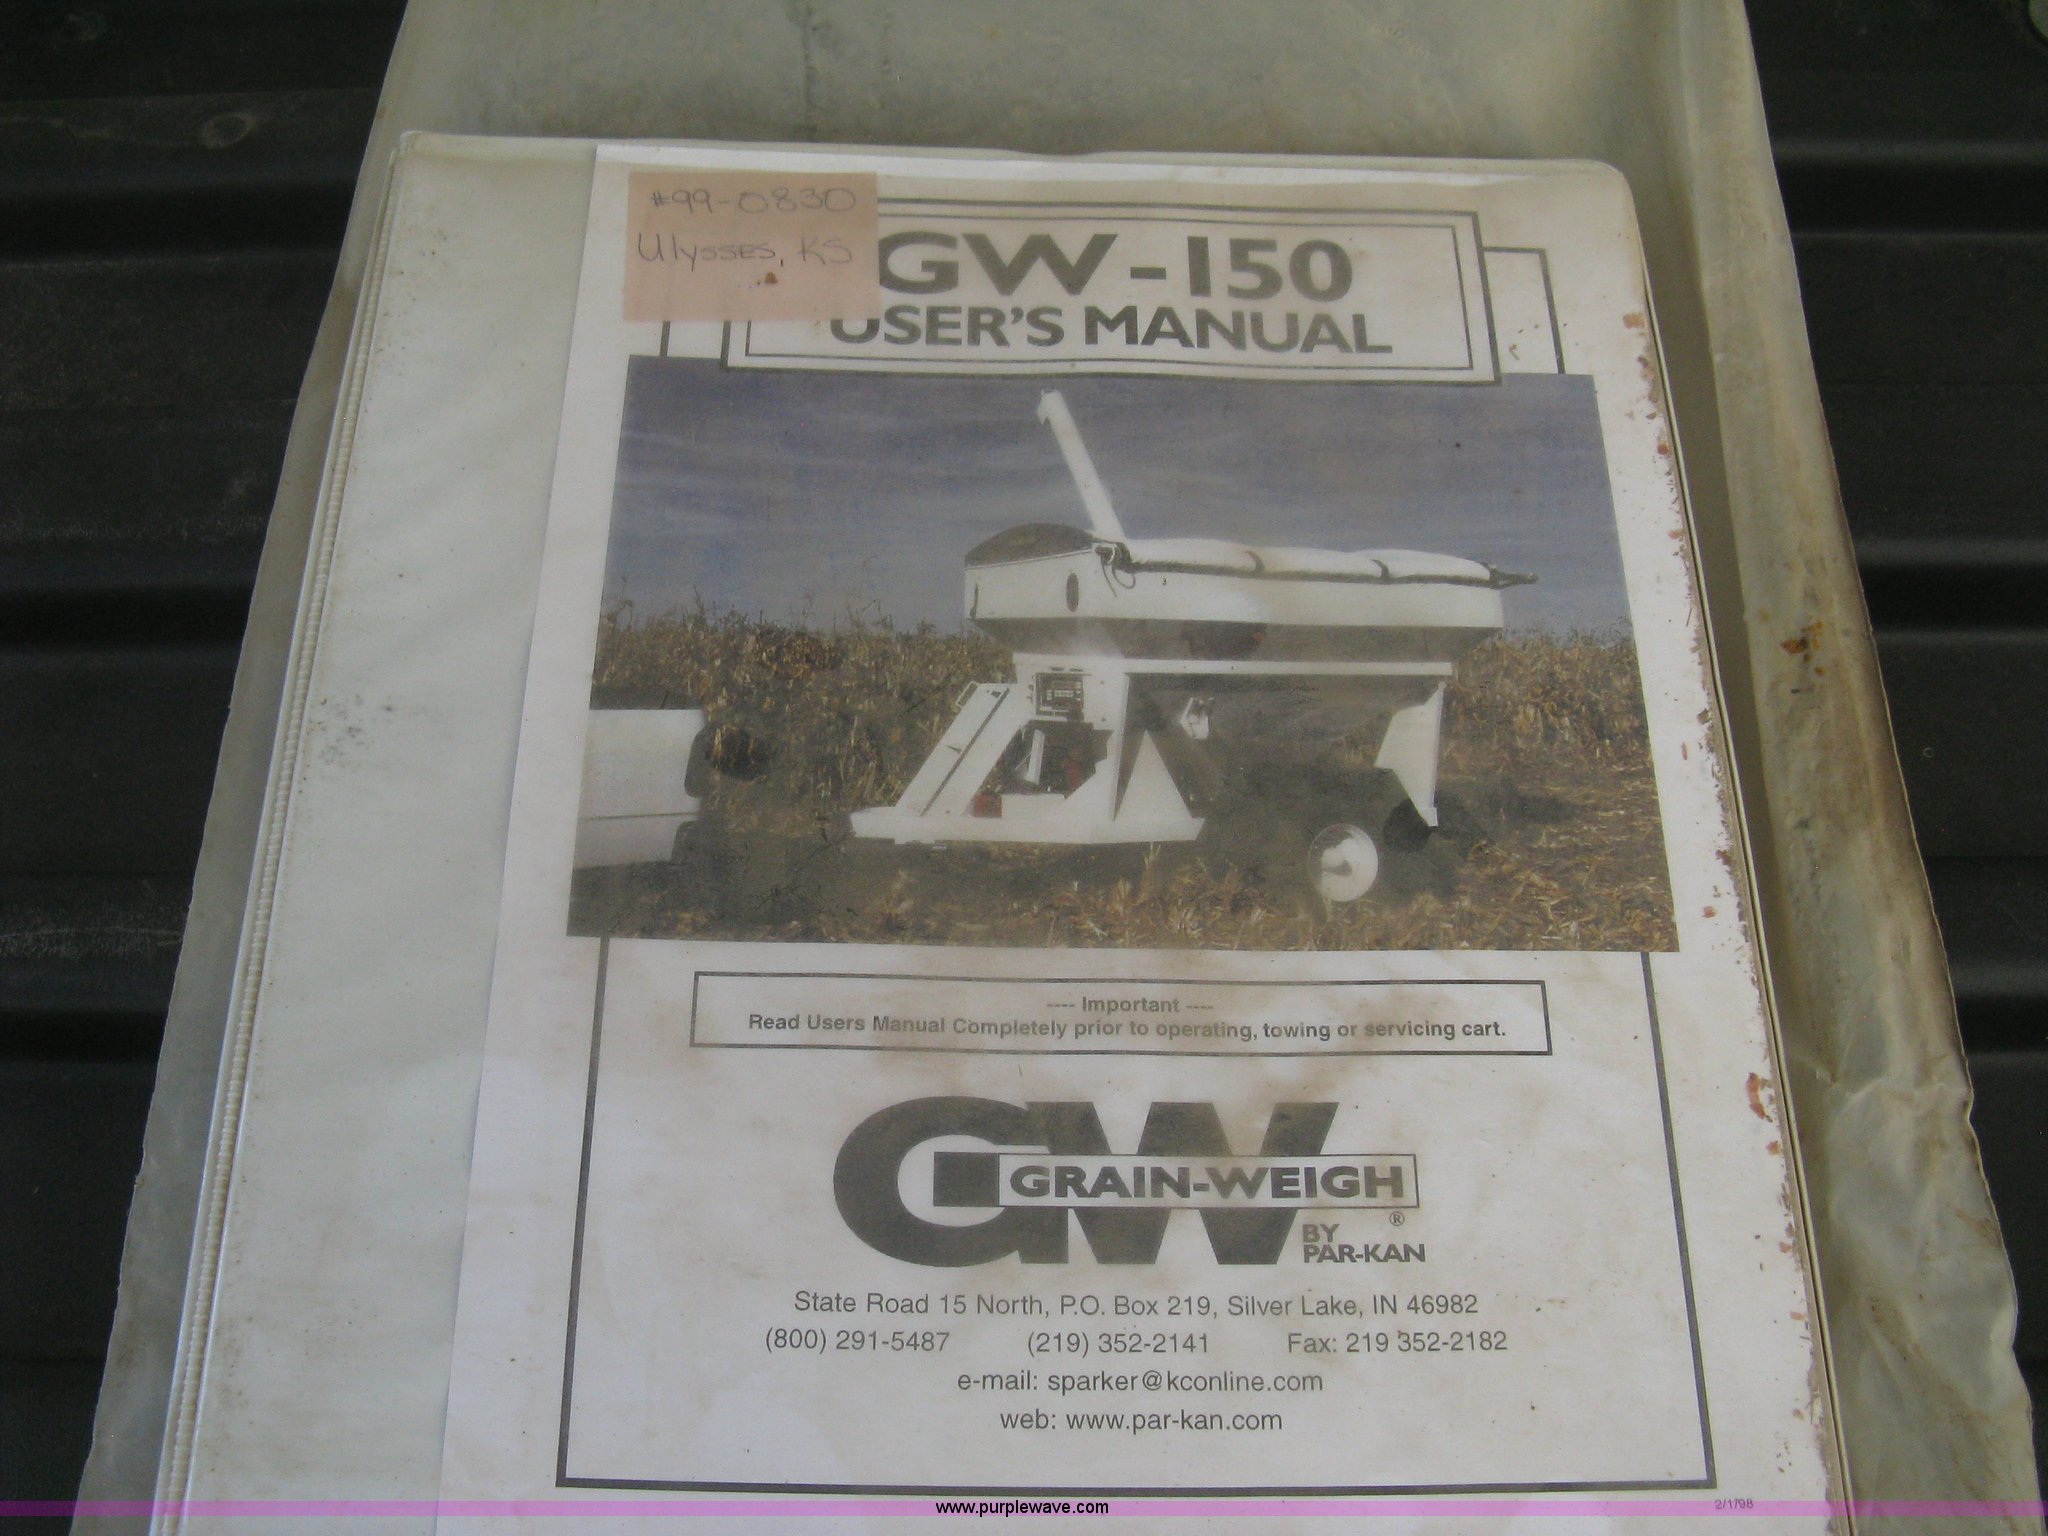 #99-0830
Ulysses, KS
GW-150
USER'S MANUAL
---- Important ----
Read Users Manual Completely prior to operating, towing or servicing cart.
GW
GRAIN-WEIGH
®
BY
PAR-KAN
State Road 15 North, P.O. Box 219, Silver Lake, IN 46982
(800) 291-5487 (219) 352-2141 Fax: 219 352-2182
e-mail: sparker@kconline.com
web: www.par-kan.com
2/1/98
www.purplewave.com